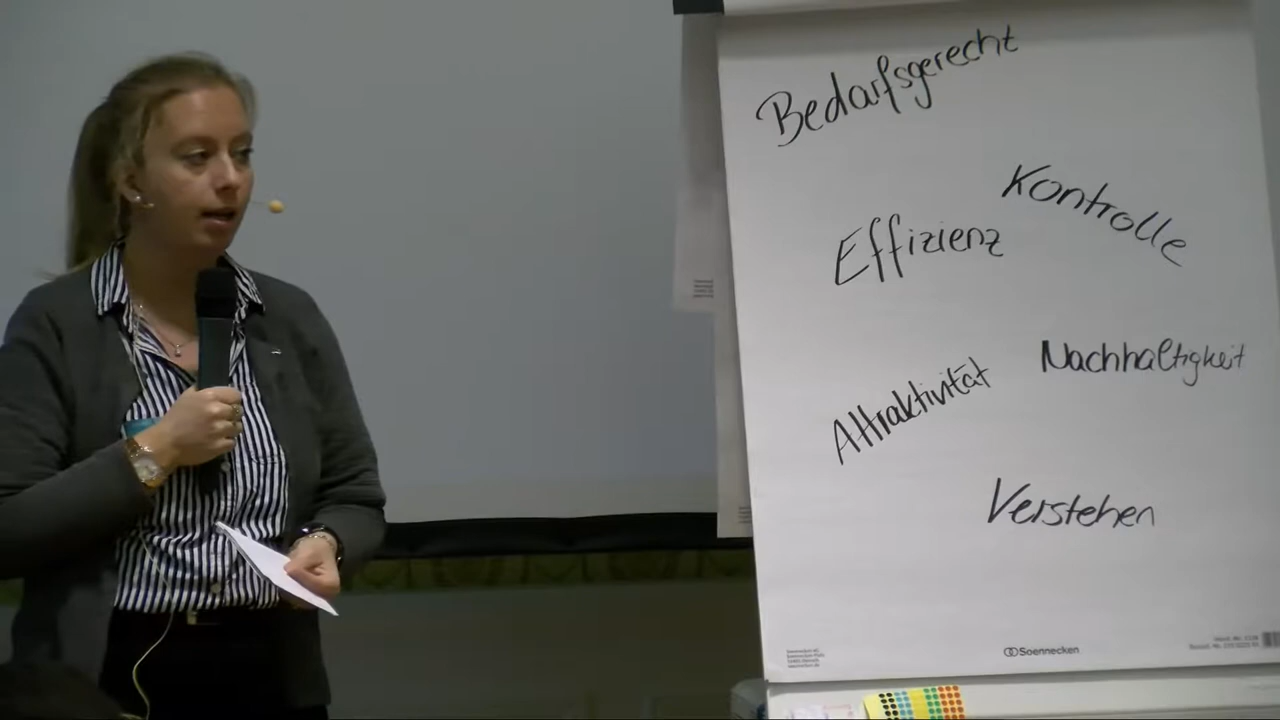 Bedarfsgerecht
Kontrolle
Effizienz
Nachhaltigkeit
Attraktivität
Verstehen
Soennecken